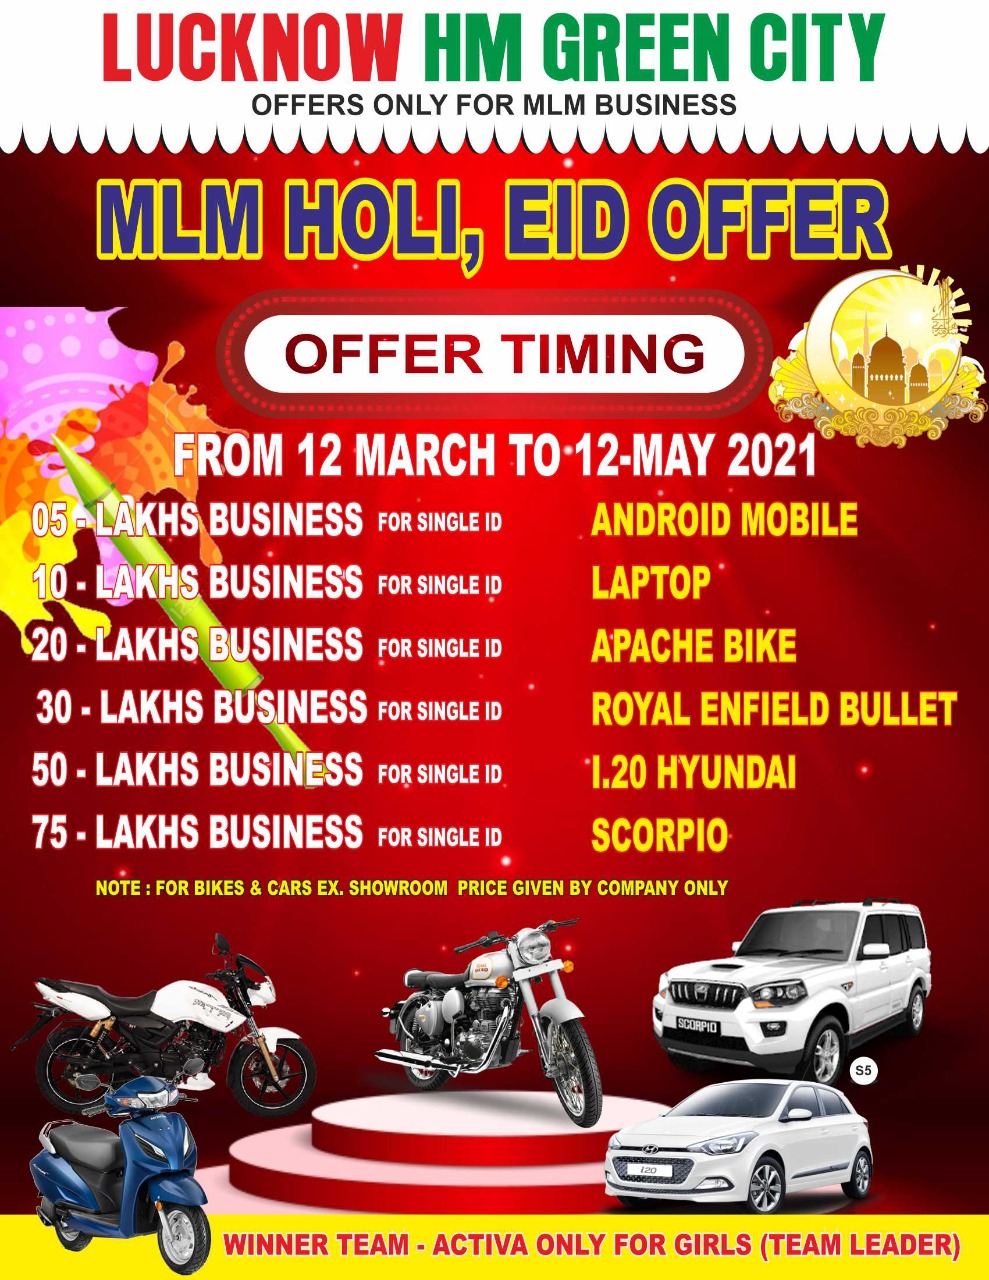 LUCKNOW HM GREEN CITY
OFFERS ONLY FOR MLM BUSINESS
MLM HOLI, EID OFFER
OFFER TIMING
FROM 12 MARCH TO 12-MAY 2021
05 - LAKHS BUSINESS FOR SINGLE ID ANDROID MOBILE
10 - LAKHS BUSINESS FOR SINGLE ID LAPTOP
20 - LAKHS BUSINESS FOR SINGLE ID APACHE BIKE
30 - LAKHS BUSINESS FOR SINGLE ID ROYAL ENFIELD BULLET
50 - LAKHS BUSINESS FOR SINGLE ID I.20 HYUNDAI
75 - LAKHS BUSINESS FOR SINGLE ID SCORPIO
NOTE : FOR BIKES & CARS EX. SHOWROOM PRICE GIVEN BY COMPANY ONLY
SCORPIO
S5
i20
WINNER TEAM - ACTIVA ONLY FOR GIRLS (TEAM LEADER)